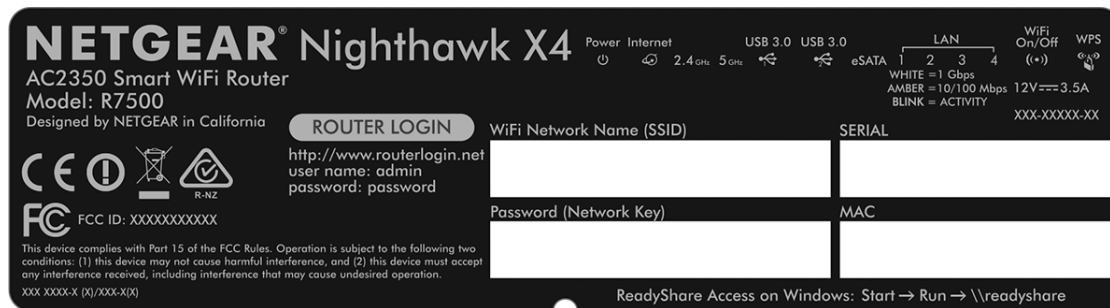 NETGEAR® Nighthawk X4
AC2350 Smart WiFi Router
Model: R7500
Designed by NETGEAR in California
Power Internet 2.4 GHz 5 GHz USB 3.0 USB 3.0 eSATA
LAN
1 2 3 4
WHITE = 1 Gbps
AMBER = 10/100 Mbps
BLINK = ACTIVITY
WiFi
On/Off
WPS
12V 3.5A
XXX-XXXXX-XX
ROUTER LOGIN
http://www.routerlogin.net
user name: admin
password: password
WiFi Network Name (SSID)
SERIAL
Password (Network Key)
MAC
CE
R-NZ
FC FCC ID: XXXXXXXXXXX
This device complies with Part 15 of the FCC Rules. Operation is subject to the following two
conditions: (1) this device may not cause harmful interference, and (2) this device must accept
any interference received, including interference that may cause undesired operation.
XXX XXXX-X (X)/XXX-X(X)
ReadyShare Access on Windows: Start → Run → \\readyshare